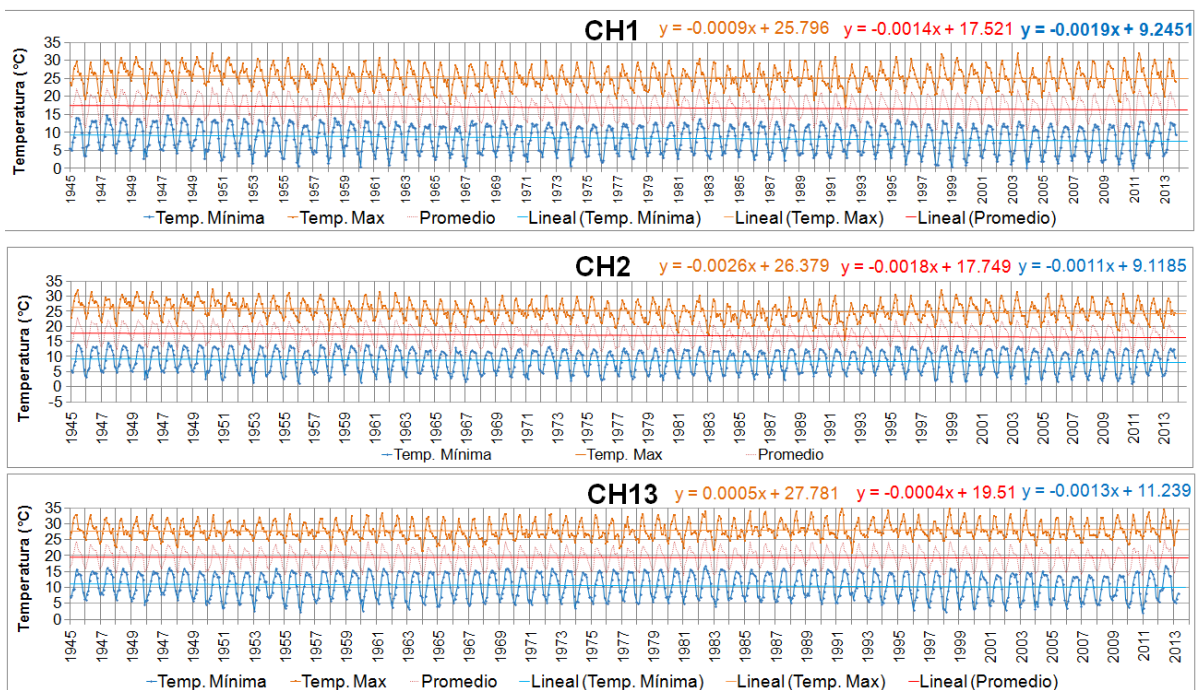 CH1 y = -0.0009x + 25.796 y = -0.0014x + 17.521 y = -0.0019x + 9.2451
Temperatura (°C)
35
30
25
20
15
10
5
0
1945 1947 1949 1951 1953 1955 1957 1959 1961 1963 1965 1967 1969 1971 1973 1975 1977 1979 1981 1983 1985 1987 1989 1991 1993 1995 1997 1999 2001 2003 2005 2007 2009 2011 2013
Temp. Mínima Temp. Max Promedio Lineal (Temp. Mínima) Lineal (Temp. Max) Lineal (Promedio)
CH2 y = -0.0026x + 26.379 y = -0.0018x + 17.749 y = -0.0011x + 9.1185
Temperatura (°C)
35
30
25
20
15
10
5
0
-5
1945 1947 1947 1949 1951 1953 1955 1957 1959 1961 1963 1965 1967 1969 1971 1973 1975 1977 1979 1981 1983 1985 1987 1989 1991 1993 1995 1997 1999 2001 2003 2005 2007 2009 2011 2013
Temp. Mínima Temp. Max Promedio
CH13 y = 0.0005x + 27.781 y = -0.0004x + 19.51 y = -0.0013x + 11.239
Temperatura (°C)
35
30
25
20
15
10
5
0
1945 1947 1949 1951 1953 1955 1957 1959 1961 1963 1965 1967 1969 1971 1973 1975 1977 1979 1981 1983 1985 1987 1989 1991 1993 1995 1997 1999 2001 2003 2005 2007 2009 2011 2013
Temp. Mínima Temp. Max Promedio Lineal (Temp. Mínima) Lineal (Temp. Max) Lineal (Promedio)